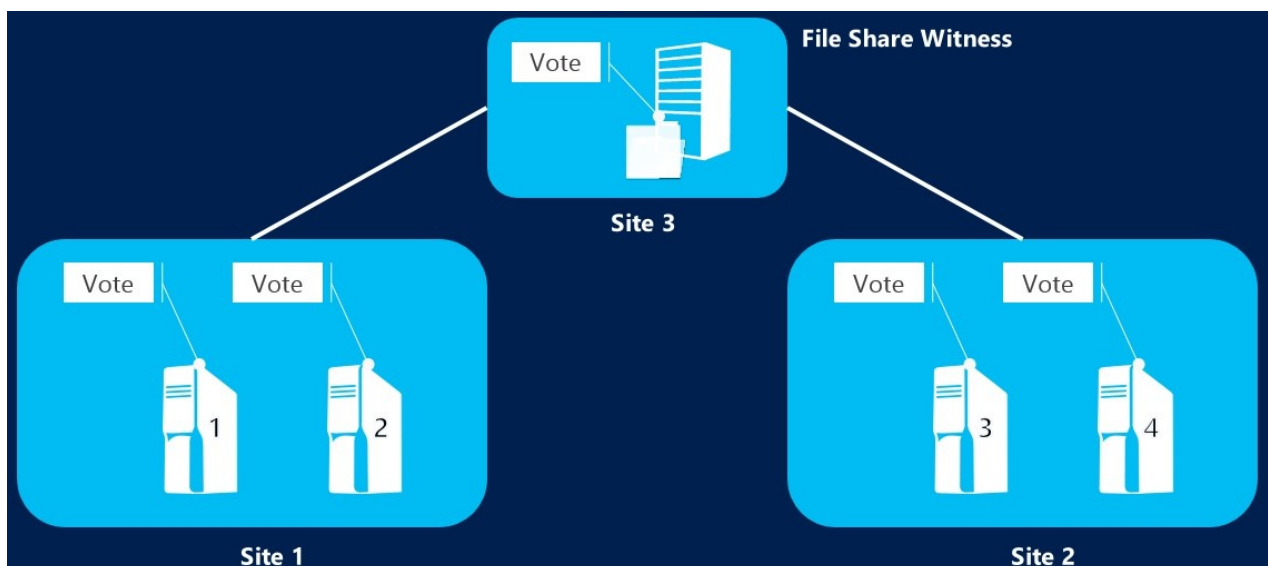 File Share Witness
Vote
Site 3
Vote
Vote
Vote
Vote
1
2
3
4
Site 1
Site 2